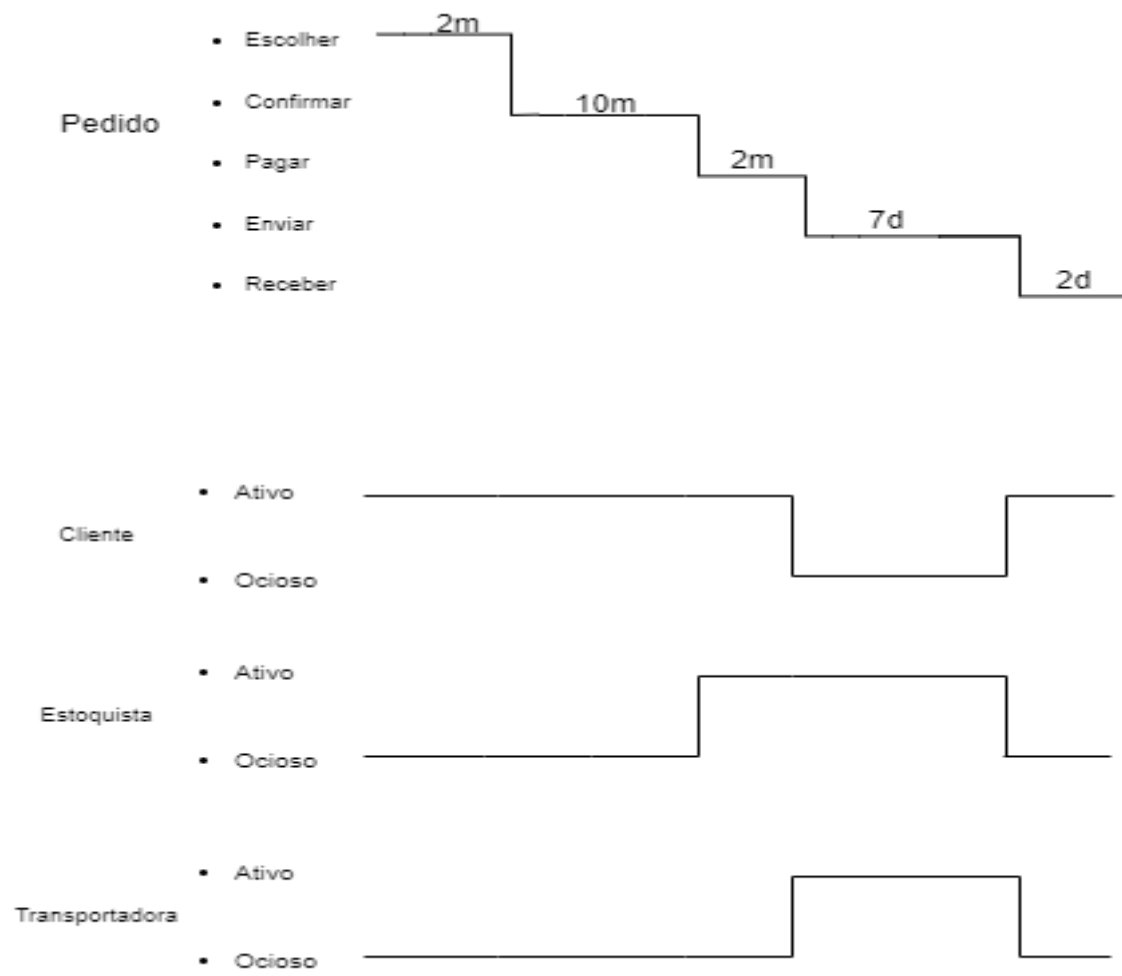 2m
• Escolher
• Confirmar
10m
Pedido
• Pagar
2m
• Enviar
7d
• Receber
2d
• Ativo
Cliente
• Ocioso
• Ativo
Estoquista
• Ocioso
• Ativo
Transportadora
• Ocioso